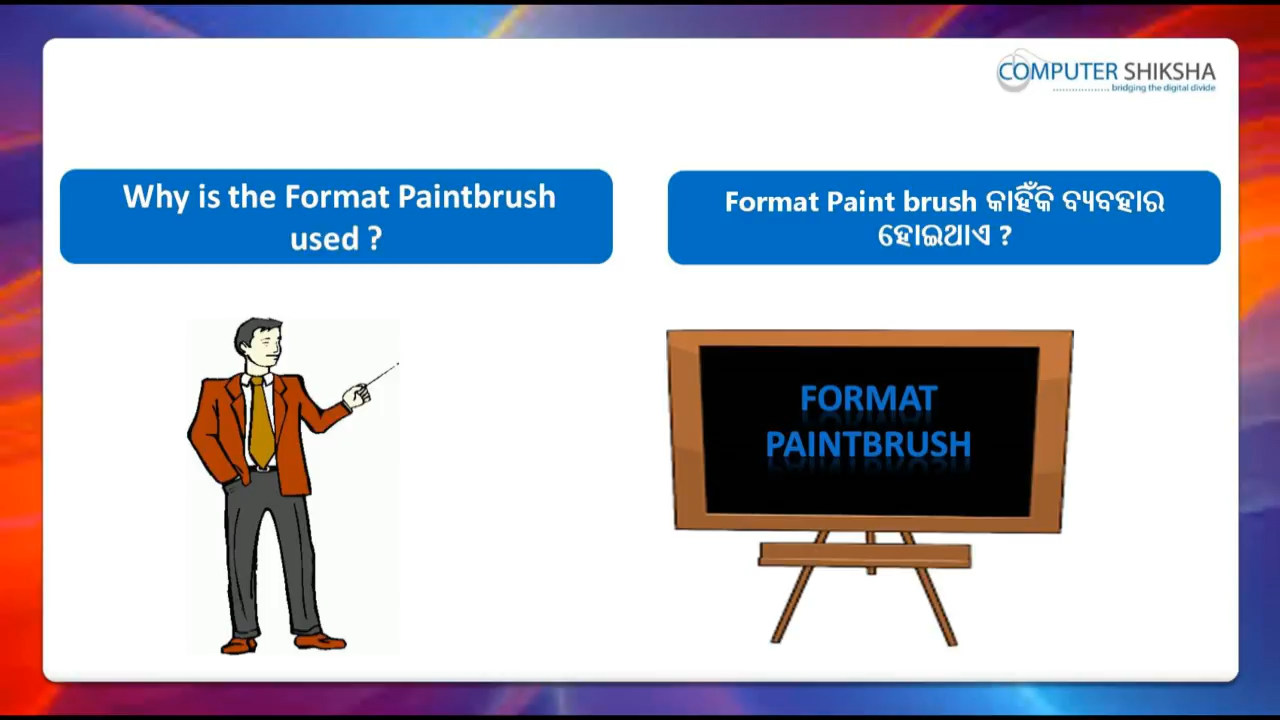 COMPUTER SHIKSHA
bridging the digital divide
Why is the Format Paintbrush
used ?
Format Paint brush କାହିଁକି ବ୍ୟବହାର
ହୋଇଥାଏ ?
FORMAT
PAINTBRUSH